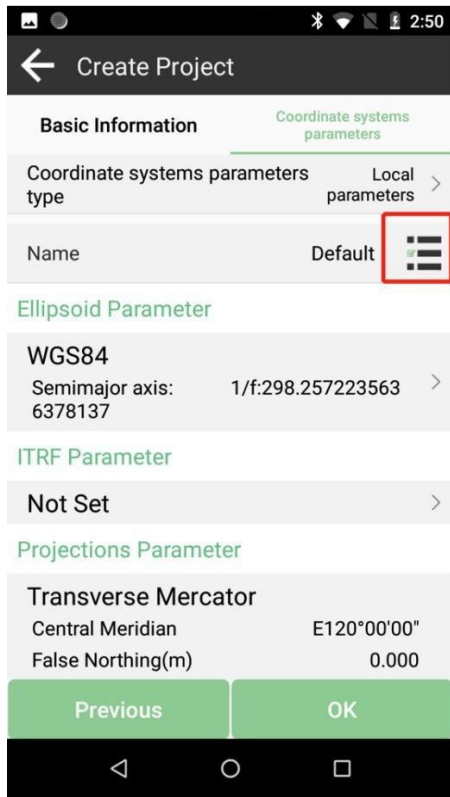 2:50
Create Project
Basic Information
Coordinate systems
parameters
Coordinate systems parameters
type
Local
parameters
Name Default
Ellipsoid Parameter
WGS84
Semimajor axis: 1/f:298.257223563
6378137
ITRF Parameter
Not Set
Projections Parameter
Transverse Mercator
Central Meridian E120°00'00"
False Northing(m) 0.000
Previous OK